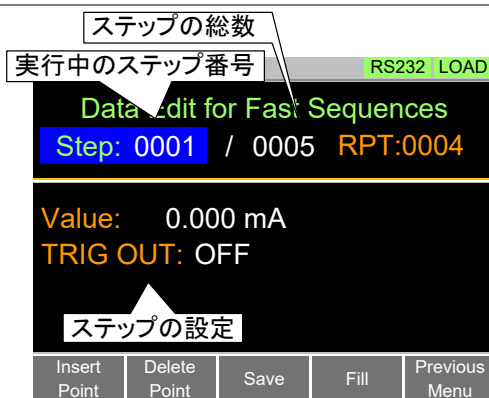 ステップの総数
実行中のステップ番号
RS232 LOAD
Data Edit for Fast Sequences
Step: 0001 / 0005 RPT:0004
Value: 0.000 mA
TRIG OUT: OFF
ステップの設定
Insert Point
Delete Point
Save
Fill
Previous Menu